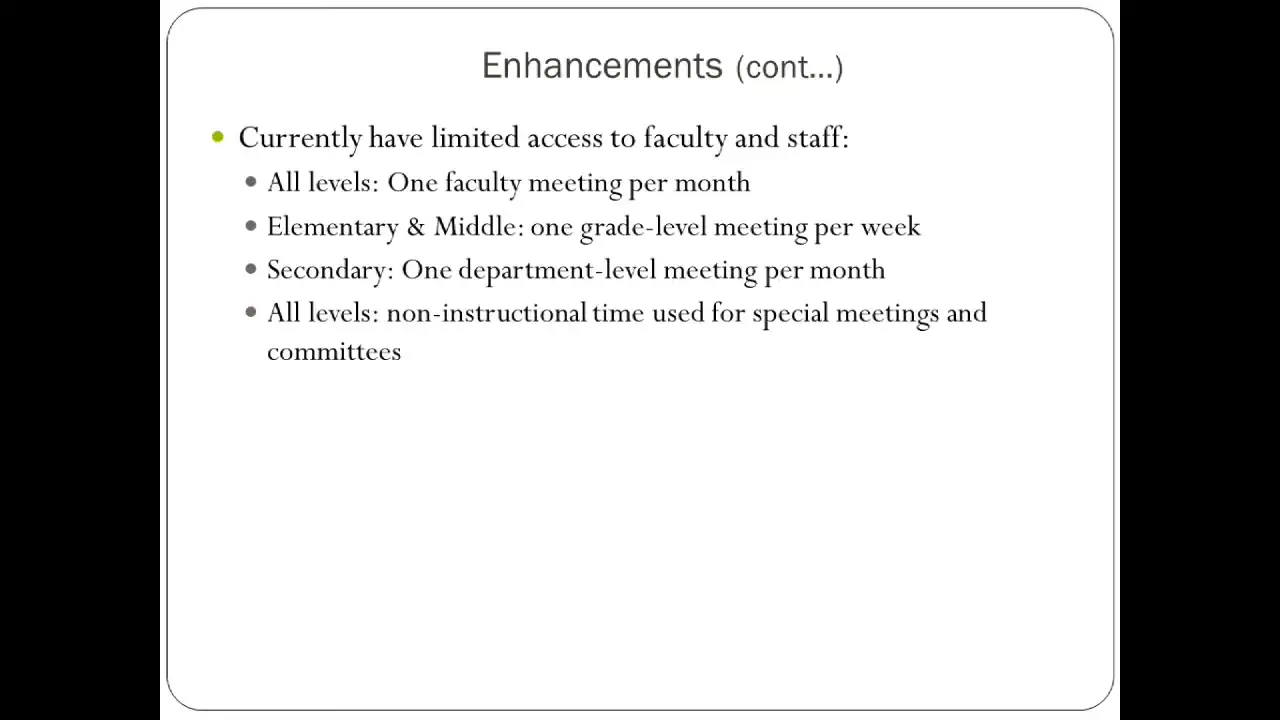 Enhancements (cont...)
Currently have limited access to faculty and staff:
All levels: One faculty meeting per month
Elementary & Middle: one grade-level meeting per week
Secondary: One department-level meeting per month
All levels: non-instructional time used for special meetings and
committees